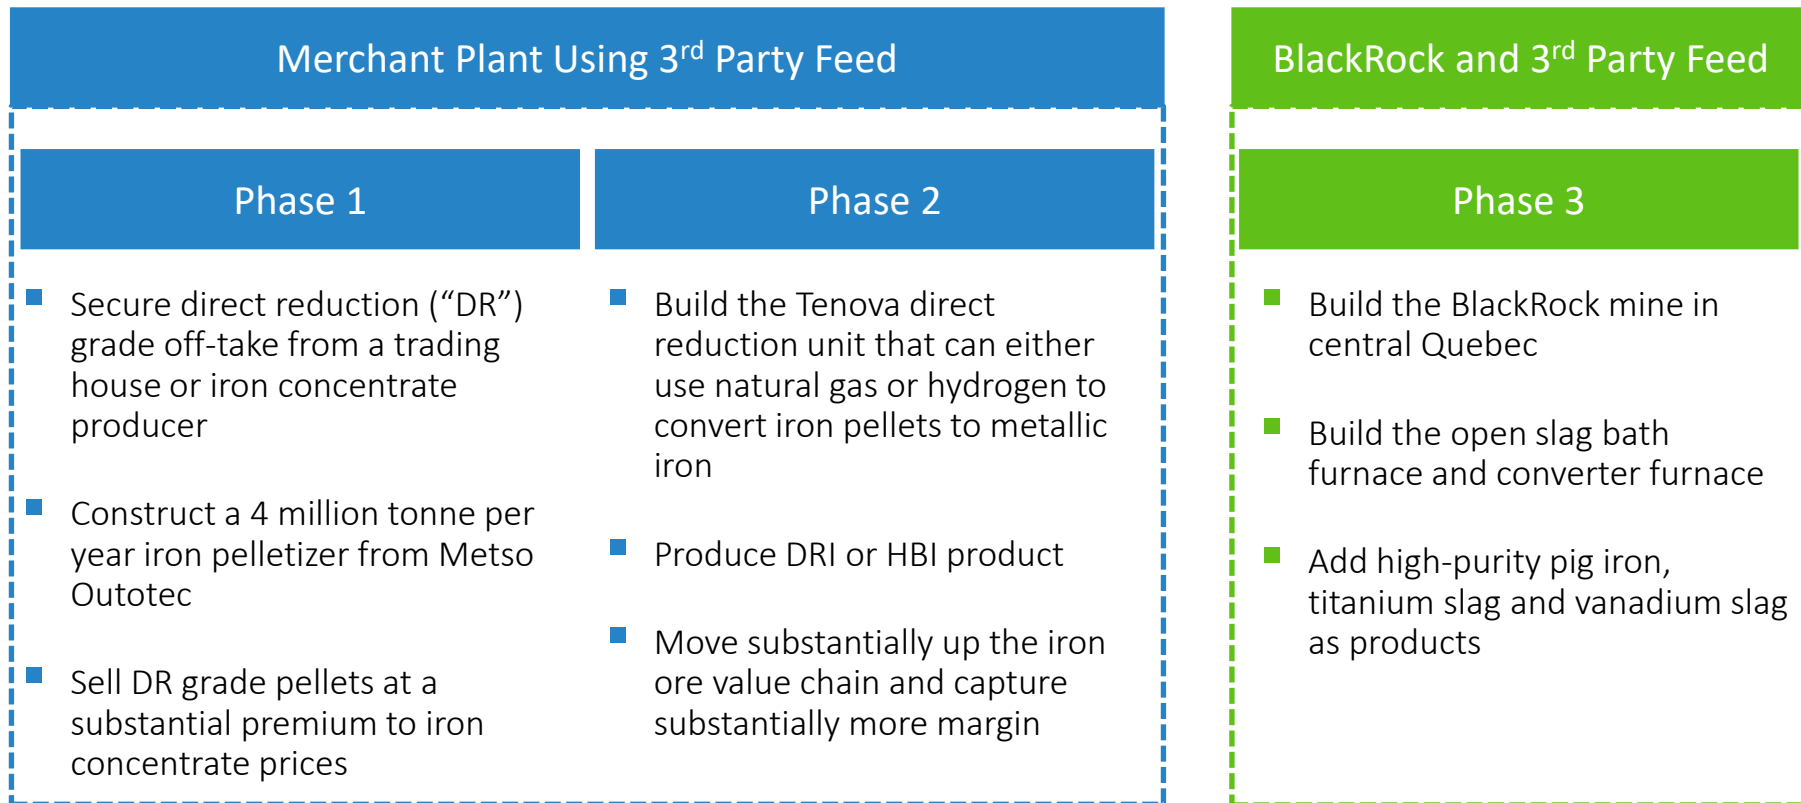 Merchant Plant Using 3rd Party Feed
Phase 1
Secure direct reduction (“DR”)
grade off-take from a trading
house or iron concentrate
producer
Construct a 4 million tonne per
year iron pelletizer from Metso
Outotec
Sell DR grade pellets at a
substantial premium to iron
concentrate prices
Phase 2
Build the Tenova direct
reduction unit that can either
use natural gas or hydrogen to
convert iron pellets to metallic
iron
Produce DRI or HBI product
Move substantially up the iron
ore value chain and capture
substantially more margin
BlackRock and 3rd Party Feed
Phase 3
Build the BlackRock mine in
central Quebec
Build the open slag bath
furnace and converter furnace
Add high-purity pig iron,
titanium slag and vanadium slag
as products